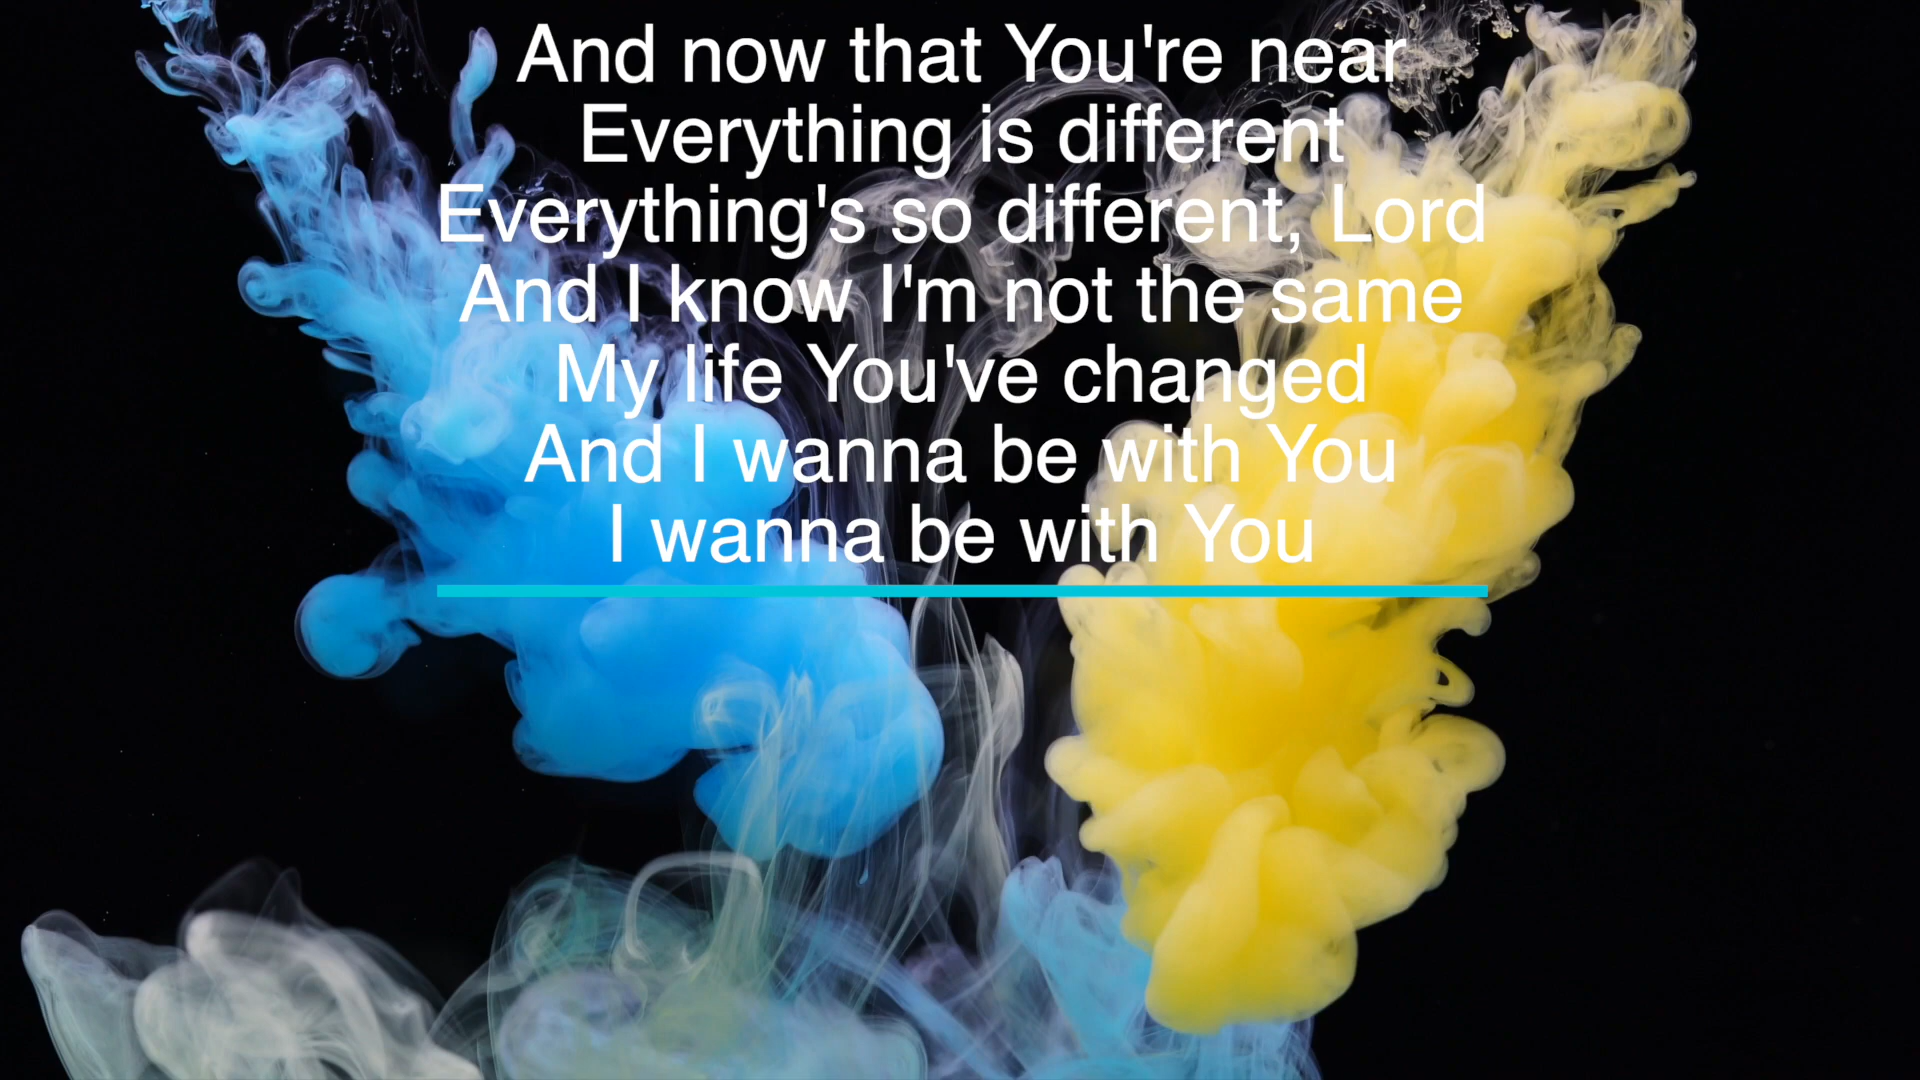 And now that You're near
Everything is different
Everything's so different, Lord
And I know I'm not the same
My life You've changed
And I wanna be with You
I wanna be with You